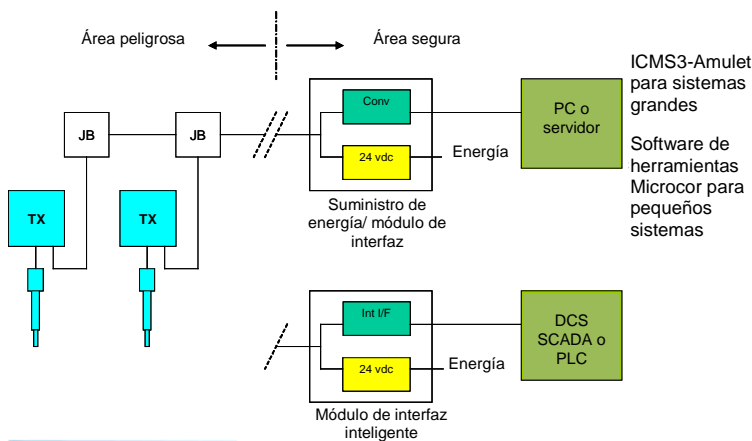 Área peligrosa
Área segura
ICMS3-Amulet
para sistemas
grandes
Software de
herramientas
Microcor para
pequeños
sistemas
JB
JB
TX
TX
Conv
24 vdc
Energía
Suministro de
energía/ módulo de
interfaz
PC o
servidor
Int I/F
24 vdc
Energía
Módulo de interfaz
inteligente
DCS
SCADA o
PLC